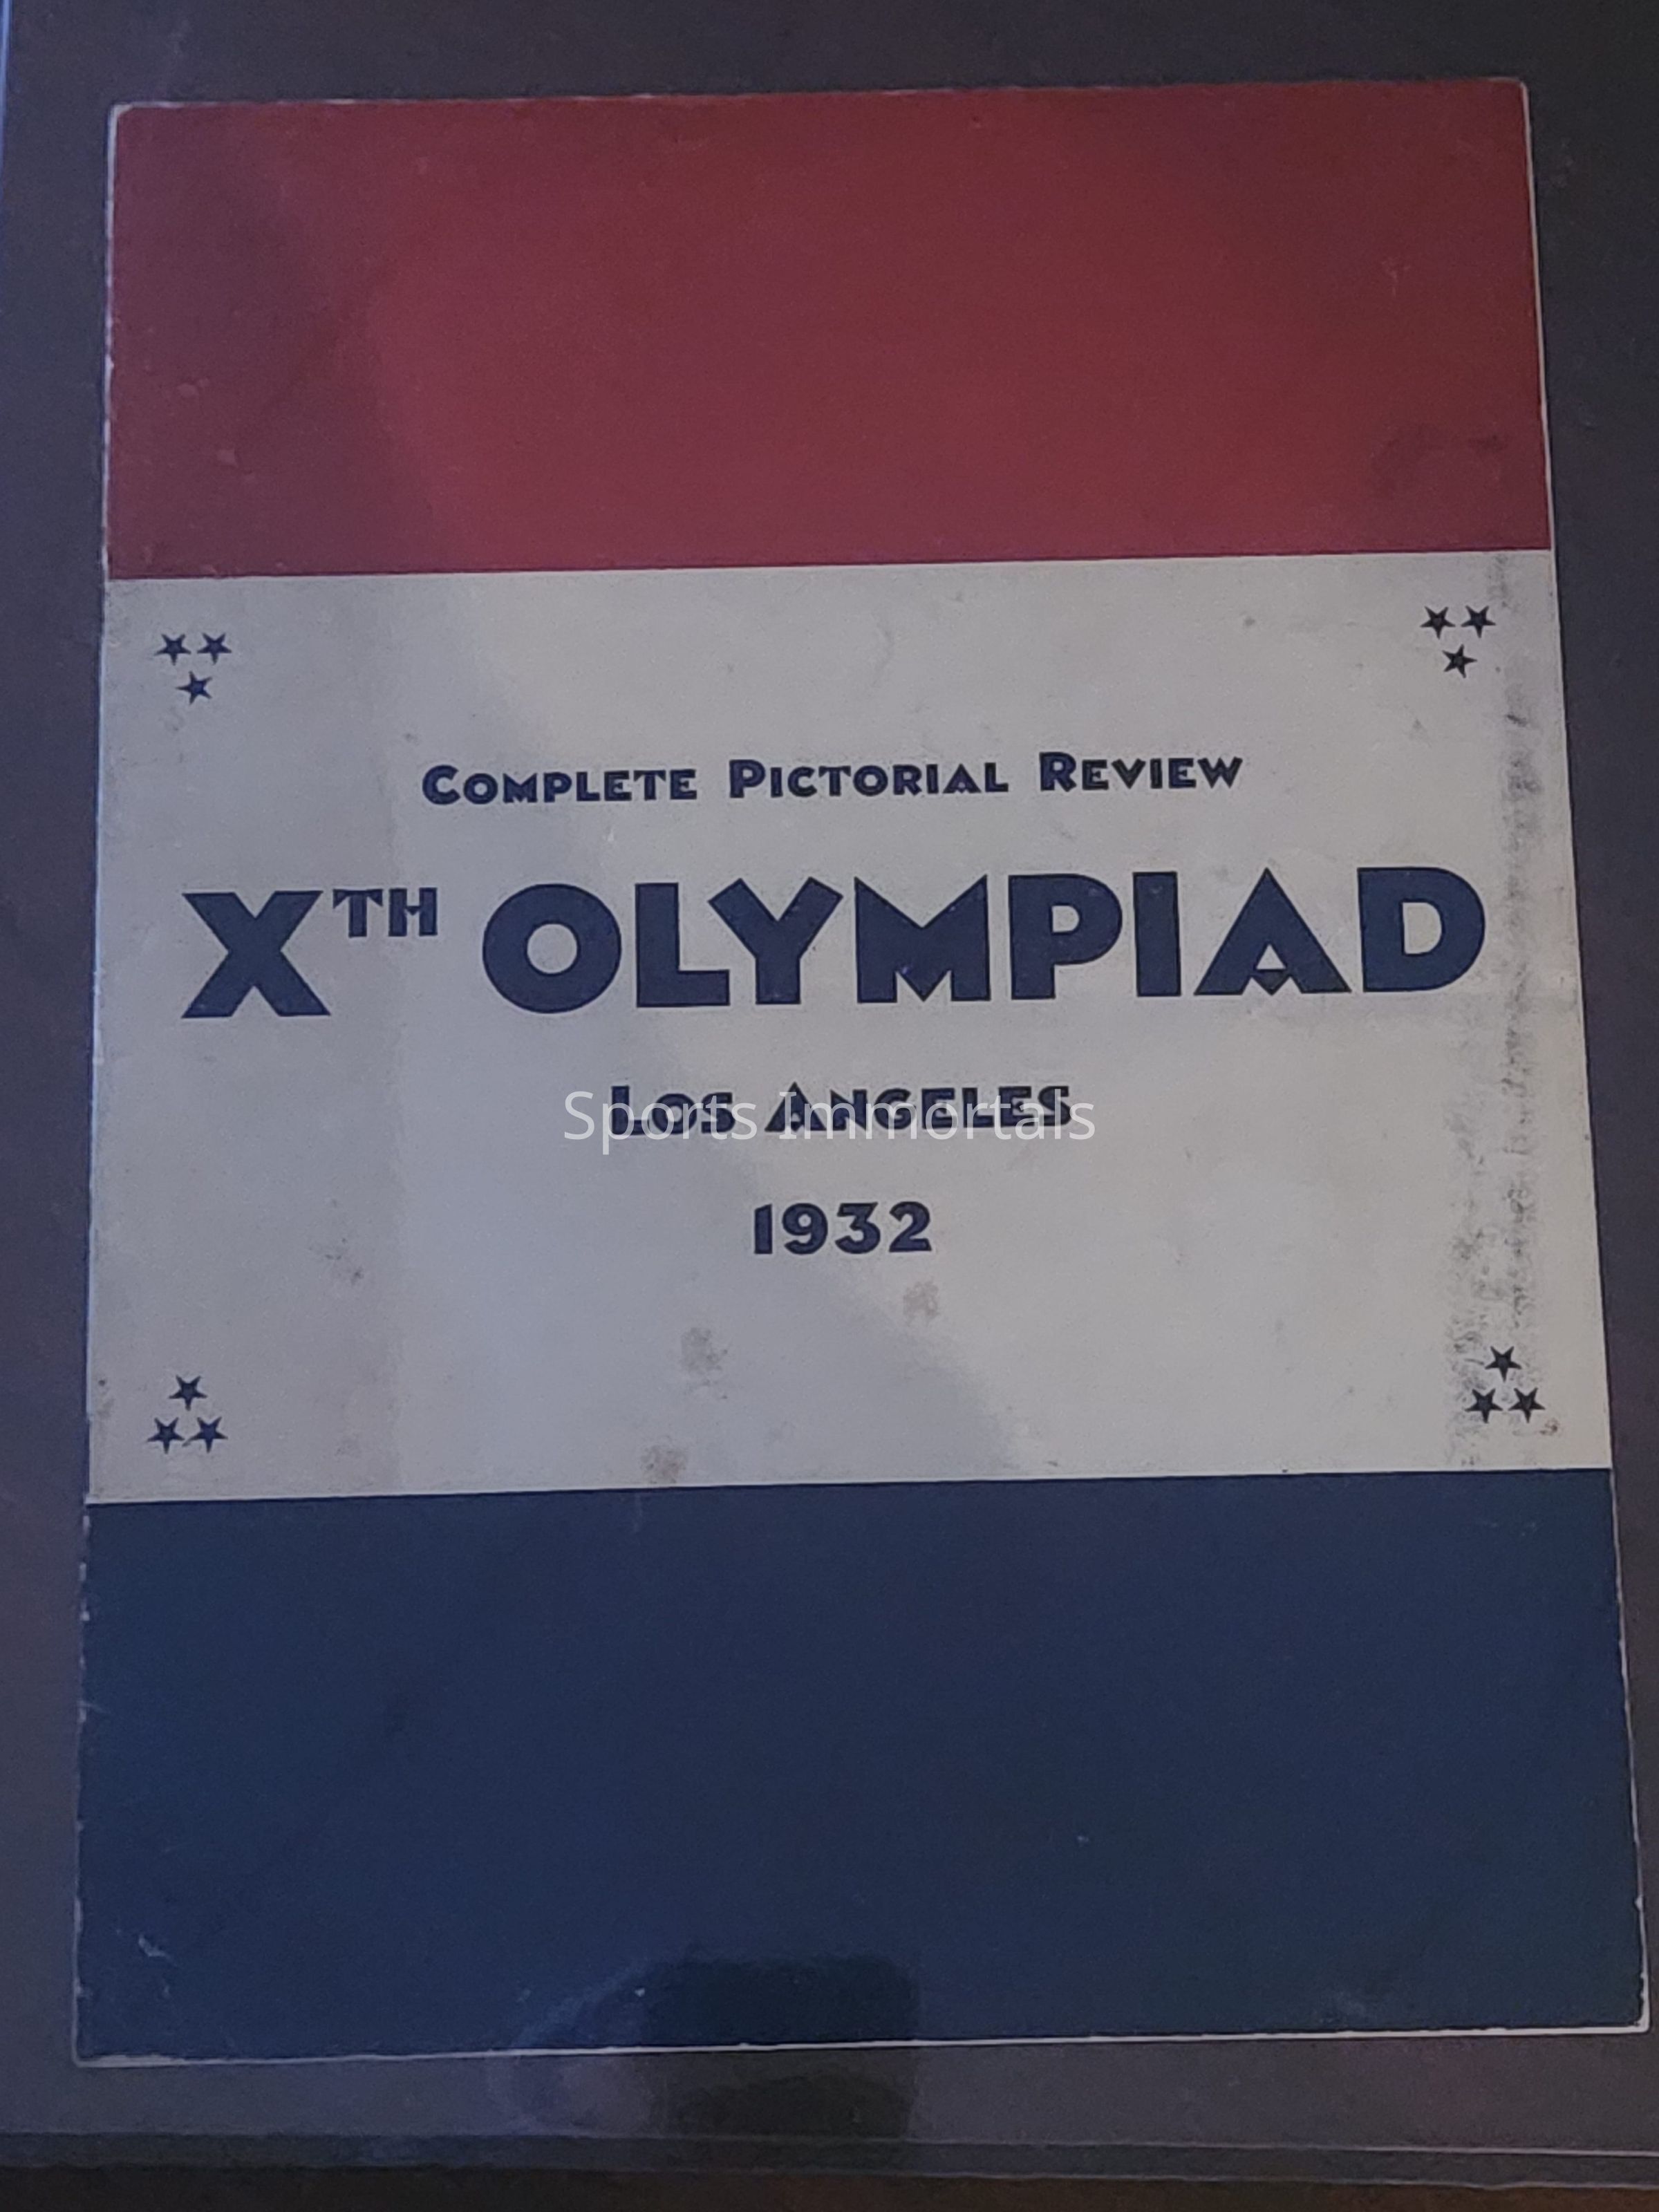 Complete Pictorial Review
XTH OLYMPIAD
Los Angeles
Sports Immortals
1932